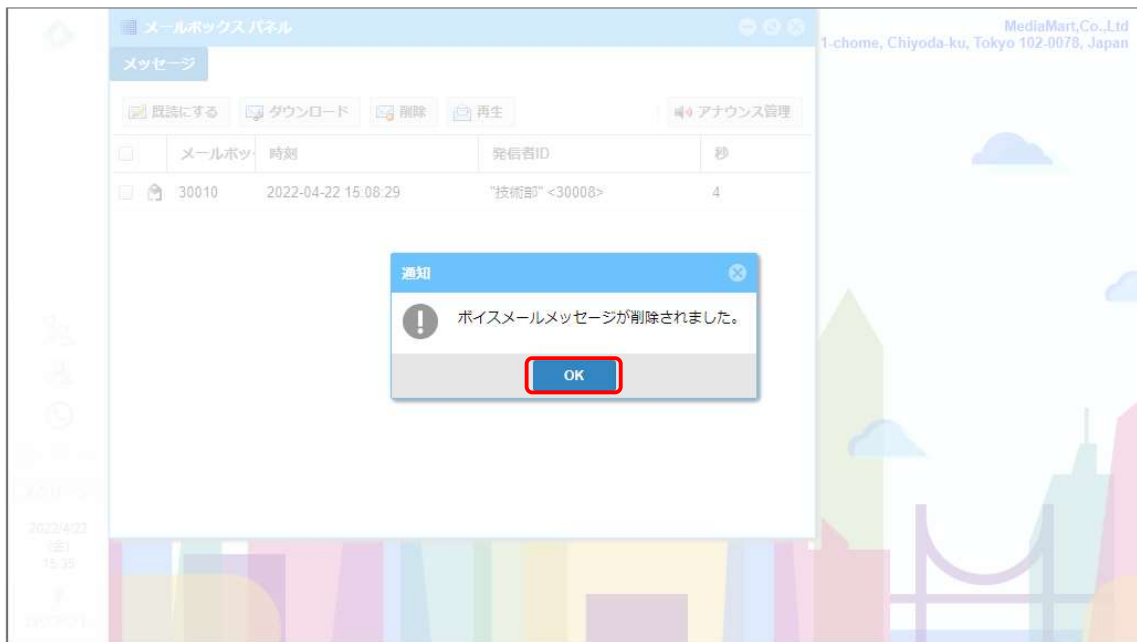 メールボックス パネル
MediaMart,Co.,Ltd
1-chome, Chiyoda-ku, Tokyo 102-0078, Japan
メッセージ
既読にする ダウンロード 削除 再生 アナウンス管理
メールボッ 時刻 発信者ID 秒
30010 2022-04-22 15:08:29 "技術部" <30008> 4
通知
ボイスメールメッセージが削除されました。
OK
2022/4/22
(金)
15:35